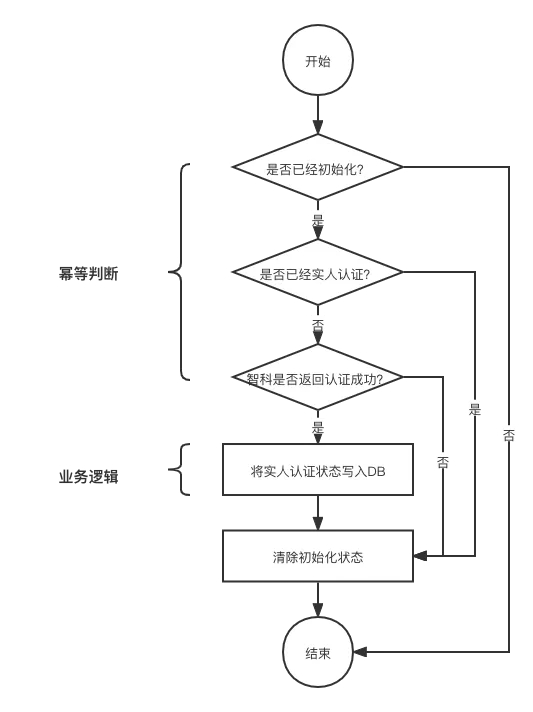 开始
是否已经初始化?
是
幂等判断
是否已经实人认证?
否
智科是否返回认证成功?
是
是
否
否
业务逻辑
将实人认证状态写入DB
清除初始化状态
结束